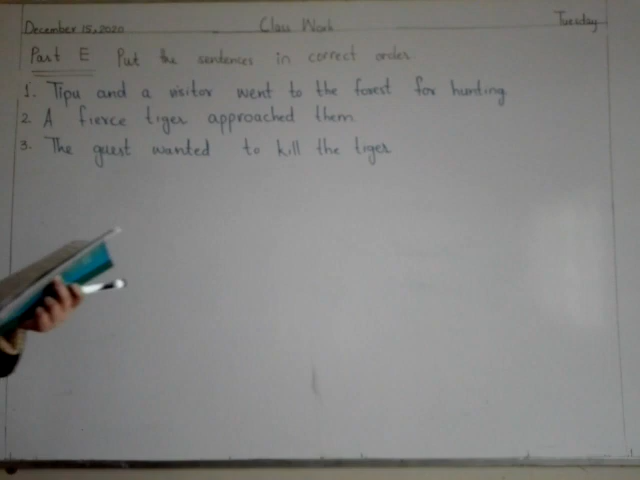 December 15, 2020 Class Work Tuesday
Part E Put the sentences in correct order
1. Tipu and a visitor went to the forest for hunting
2. A fierce tiger approached them
3. The guest wanted to kill the tiger